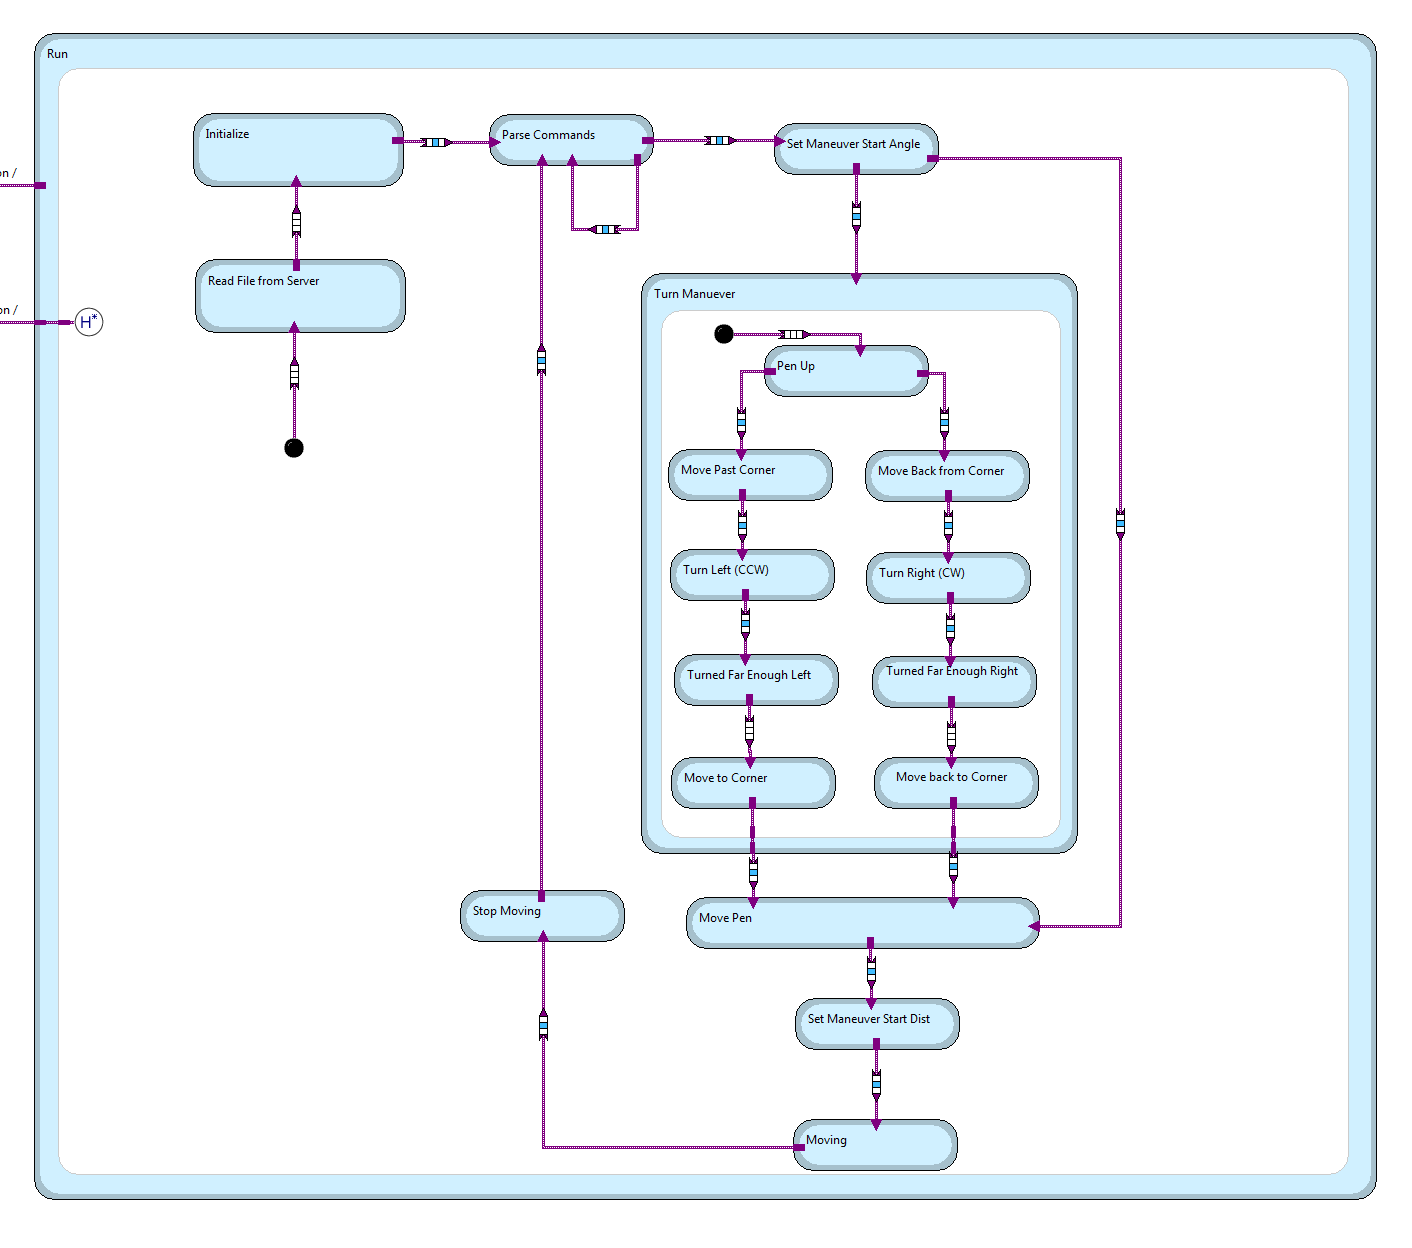 Run
Initialize
Parse Commands
Set Maneuver Start Angle
on /
Read File from Server
Turn Manuever
on /
H*
Pen Up
Move Past Corner
Move Back from Corner
Turn Left (CCW)
Turn Right (CW)
Turned Far Enough Left
Turned Far Enough Right
Move to Corner
Move back to Corner
Stop Moving
Move Pen
Set Maneuver Start Dist
Moving